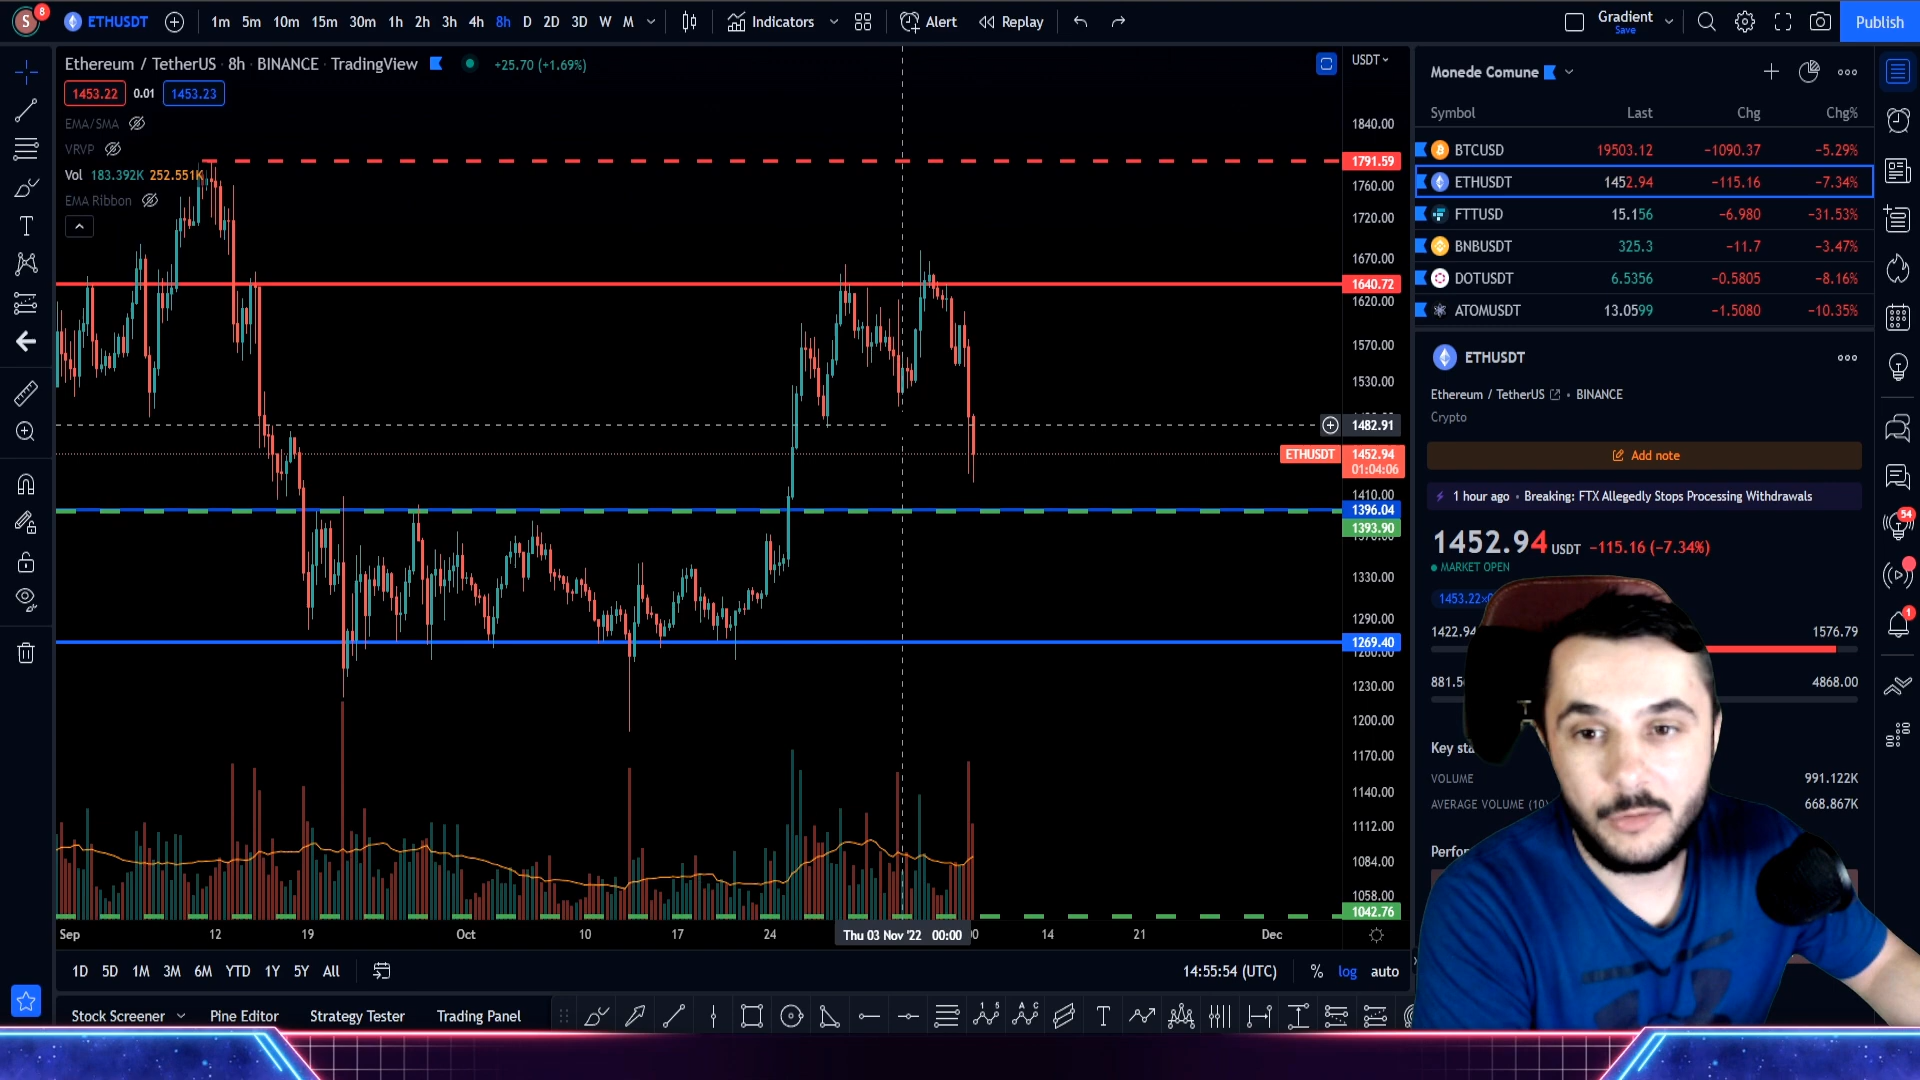 S 8 ETHUSDT 1m 5m 10m 15m 30m 1h 2h 3h 4h 8h D 2D 3D W M Indicators Alert Replay Gradient Save Publish
Ethereum / TetherUS · 8h · BINANCE · TradingView +25.70 (+1.69%) USDT
1453.22 0.01 1453.23
EMA/SMA
VRVP
Vol 183.392K 252.551K
EMA Ribbon
1840.00
1791.59
1760.00
1720.00
1670.00
1640.72
1620.00
1570.00
1530.00
1482.91
ETHUSDT 1452.94
01:04:06
1410.00
1396.04
1393.90
1330.00
1290.00
1269.40
1230.00
1200.00
1170.00
1140.00
1112.00
1084.00
1058.00
1042.76
Sep 12 19 Oct 10 17 24 Thu 03 Nov '22 00:00 14 21 Dec
1D 5D 1M 3M 6M YTD 1Y 5Y All 14:55:54 (UTC) % log auto
Stock Screener Pine Editor Strategy Tester Trading Panel
Monede Comune
Symbol Last Chg Chg%
BTCUSD 19503.12 −1090.37 −5.29%
ETHUSDT 1452.94 −115.16 −7.34%
FTTUSD 15.156 −6.980 −31.53%
BNBUSDT 325.3 −11.7 −3.47%
DOTUSDT 6.5356 −0.5805 −8.16%
ATOMUSDT 13.0599 −1.5080 −10.35%
ETHUSDT
Ethereum / TetherUS • BINANCE
Crypto
Add note
1 hour ago • Breaking: FTX Allegedly Stops Processing Withdrawals
1452.94 USDT −115.16 (−7.34%)
MARKET OPEN
1453.22
1422.94 1576.79
4868.00
VOLUME 991.122K
AVERAGE VOLUME (10) 668.867K
54
1